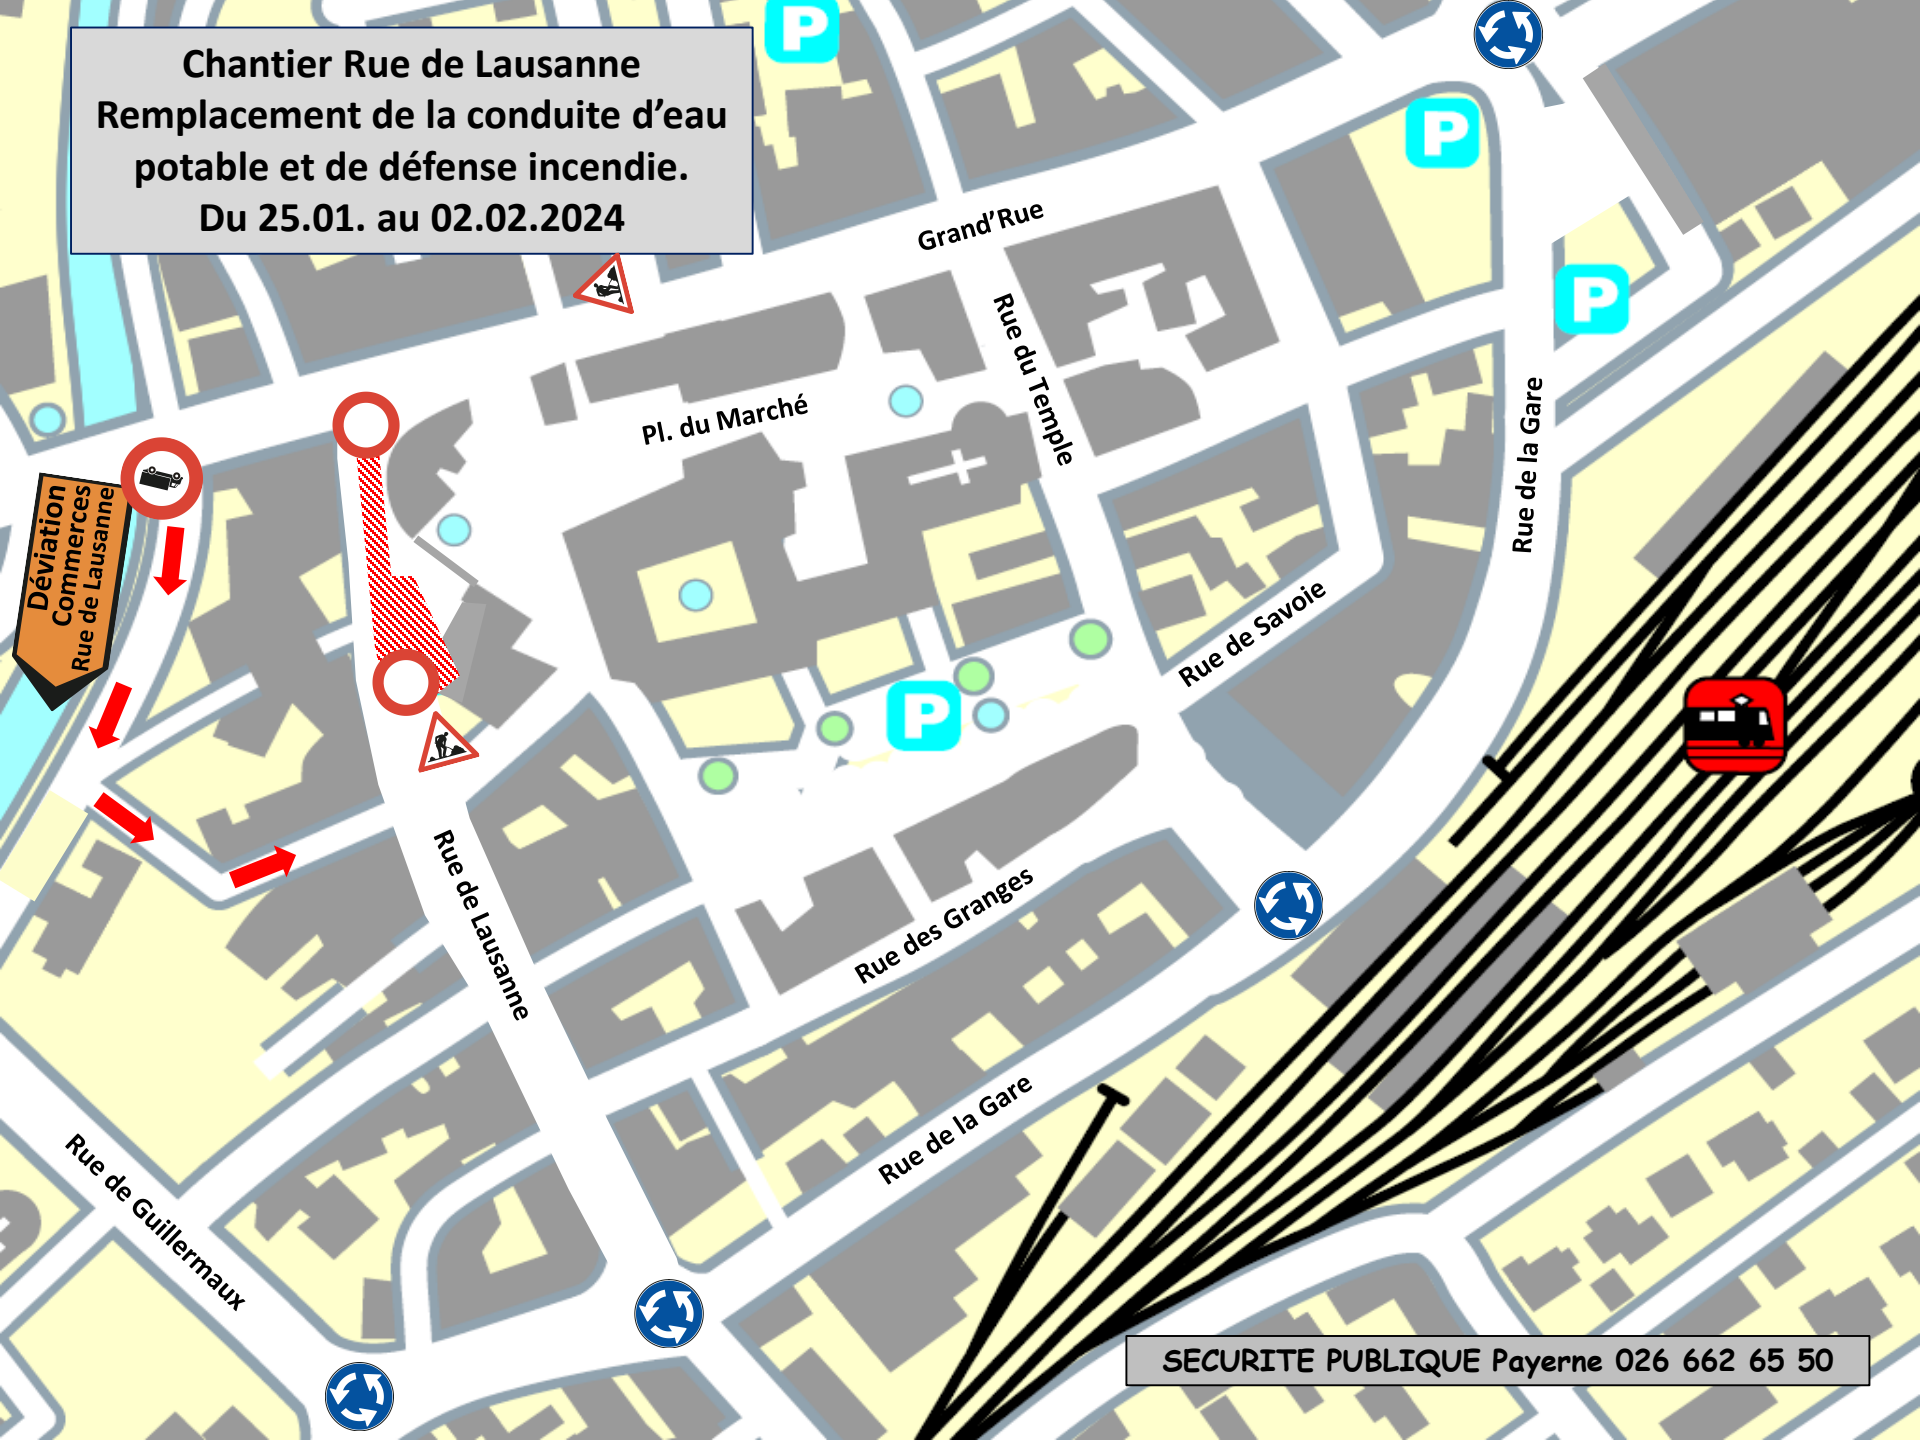 Chantier Rue de Lausanne
Remplacement de la conduite d’eau
potable et de défense incendie.
Du 25.01. au 02.02.2024
P
P
P
P
Grand’Rue
Rue du Temple
Pl. du Marché
Rue de la Gare
Déviation
Commerces
Rue de Lausanne
Rue de Savoie
Rue de Lausanne
Rue des Granges
Rue de la Gare
Rue de Guillermaux
SECURITE PUBLIQUE Payerne 026 662 65 50